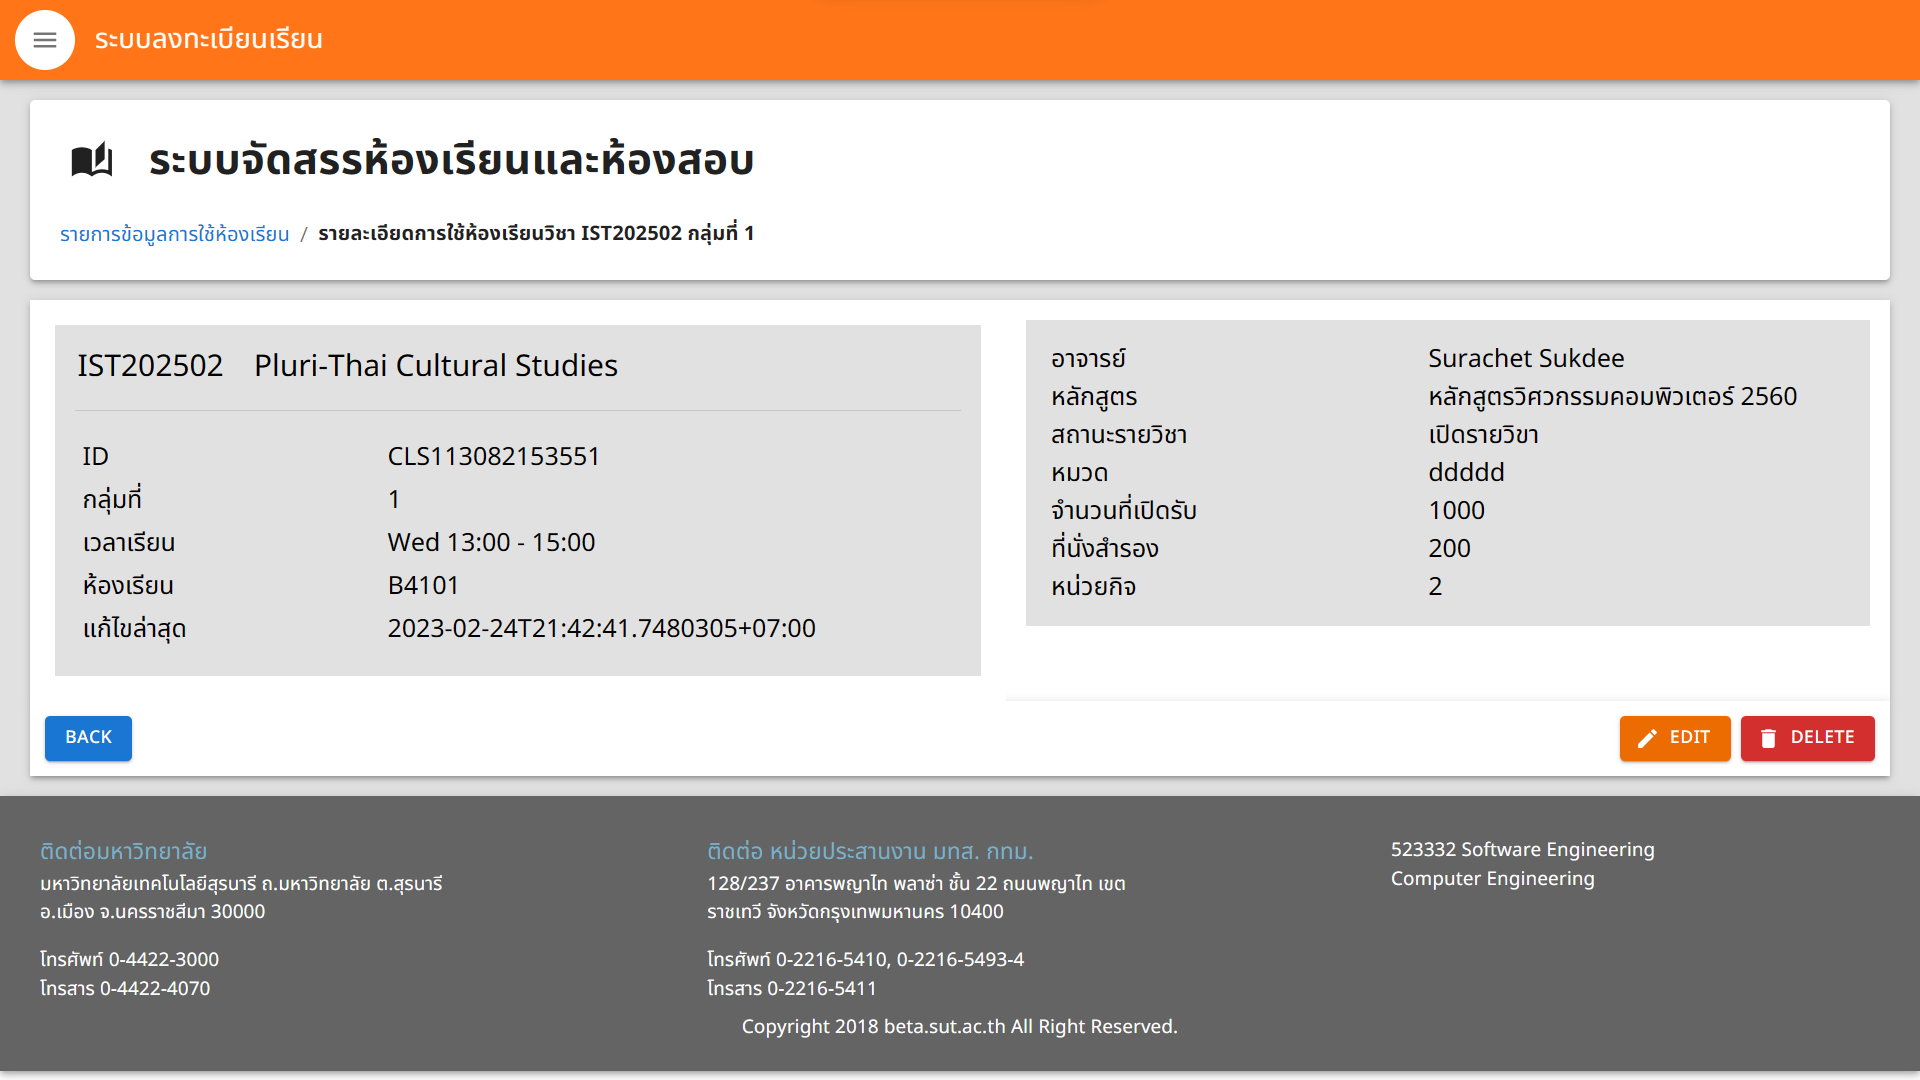 ระบบลงทะเบียนเรียน
ระบบจัดสรรห้องเรียนและห้องสอบ
รายการข้อมูลการใช้ห้องเรียน / รายละเอียดการใช้ห้องเรียนวิชา IST202502 กลุ่มที่ 1
IST202502 Pluri-Thai Cultural Studies
ID CLS113082153551
กลุ่มที่ 1
เวลาเรียน Wed 13:00 - 15:00
ห้องเรียน B4101
แก้ไขล่าสุด 2023-02-24T21:42:41.7480305+07:00
อาจารย์ Surachet Sukdee
หลักสูตร หลักสูตรวิศวกรรมคอมพิวเตอร์ 2560
สถานะรายวิชา เปิดรายวิขา
หมวด ddddd
จำนวนที่เปิดรับ 1000
ที่นั่งสำรอง 200
หน่วยกิจ 2
BACK
EDIT
DELETE
ติดต่อมหาวิทยาลัย
มหาวิทยาลัยเทคโนโลยีสุรนารี ถ.มหาวิทยาลัย ต.สุรนารี
อ.เมือง จ.นครราชสีมา 30000
โทรศัพท์ 0-4422-3000
โทรสาร 0-4422-4070
ติดต่อ หน่วยประสานงาน มทส. กทม.
128/237 อาคารพญาไท พลาซ่า ชั้น 22 ถนนพญาไท เขต
ราชเทวี จังหวัดกรุงเทพมหานคร 10400
โทรศัพท์ 0-2216-5410, 0-2216-5493-4
โทรสาร 0-2216-5411
523332 Software Engineering
Computer Engineering
Copyright 2018 beta.sut.ac.th All Right Reserved.